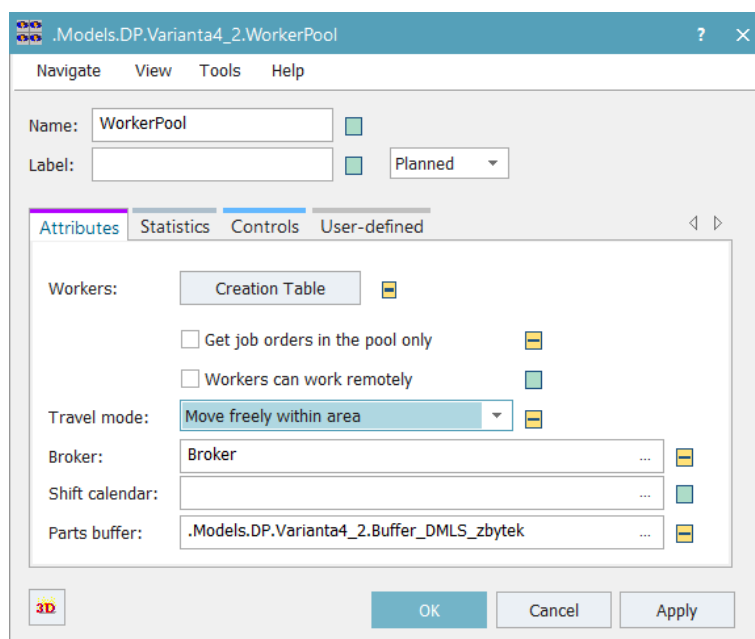 .Models.DP.Varianta4_2.WorkerPool ?
Navigate View Tools Help
Name: WorkerPool
Label: Planned
Attributes Statistics Controls User-defined
Workers: Creation Table
Get job orders in the pool only
Workers can work remotely
Travel mode: Move freely within area
Broker: Broker ...
Shift calendar: ...
Parts buffer: .Models.DP.Varianta4_2.Buffer_DMLS_zbytek ...
3D OK Cancel Apply